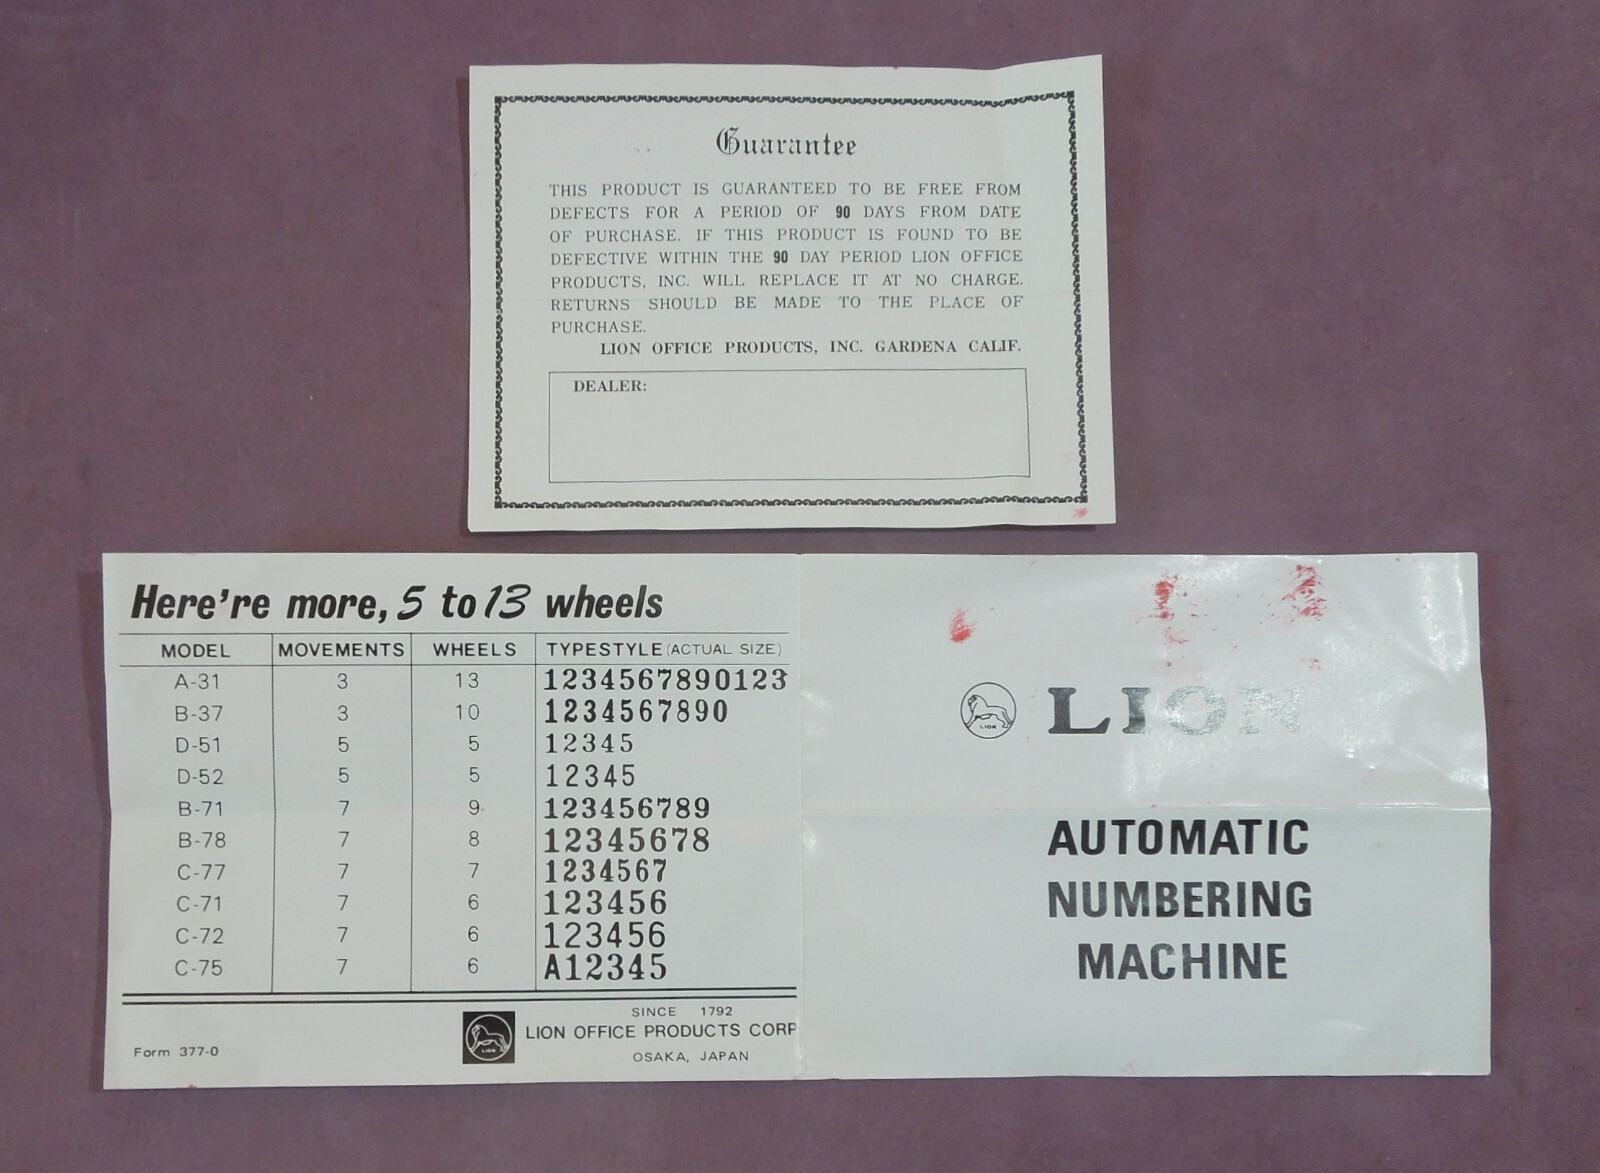 Guarantee
THIS PRODUCT IS GUARANTEED TO BE FREE FROM
DEFECTS FOR A PERIOD OF 90 DAYS FROM DATE
OF PURCHASE. IF THIS PRODUCT IS FOUND TO BE
DEFECTIVE WITHIN THE 90 DAY PERIOD LION OFFICE
PRODUCTS, INC. WILL REPLACE IT AT NO CHARGE.
RETURNS SHOULD BE MADE TO THE PLACE OF
PURCHASE.
LION OFFICE PRODUCTS, INC. GARDENA CALIF.
DEALER:
Here're more, 5 to 13 wheels
MODEL MOVEMENTS WHEELS TYPESTYLE (ACTUAL SIZE)
A-31 3 13 1234567890123
B-37 3 10 1234567890
D-51 5 5 12345
D-52 5 5 12345
B-71 7 9 123456789
B-78 7 8 12345678
C-77 7 7 1234567
C-71 7 6 123456
C-72 7 6 123456
C-75 7 6 A12345
SINCE 1792
LION
LION OFFICE PRODUCTS CORP
OSAKA, JAPAN
Form 377-0
LION
LION
AUTOMATIC
NUMBERING
MACHINE